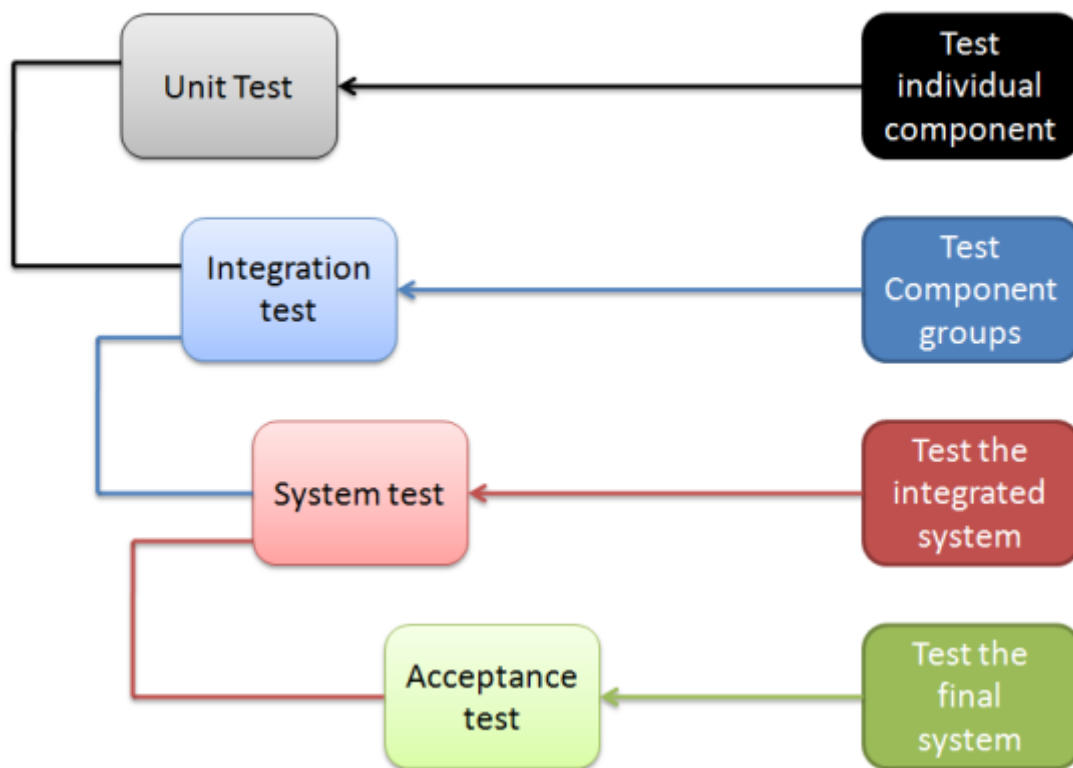 Unit Test
Test
individual
component
Integration
test
Test
Component
groups
System test
Test the
integrated
system
Acceptance
test
Test the
final
system